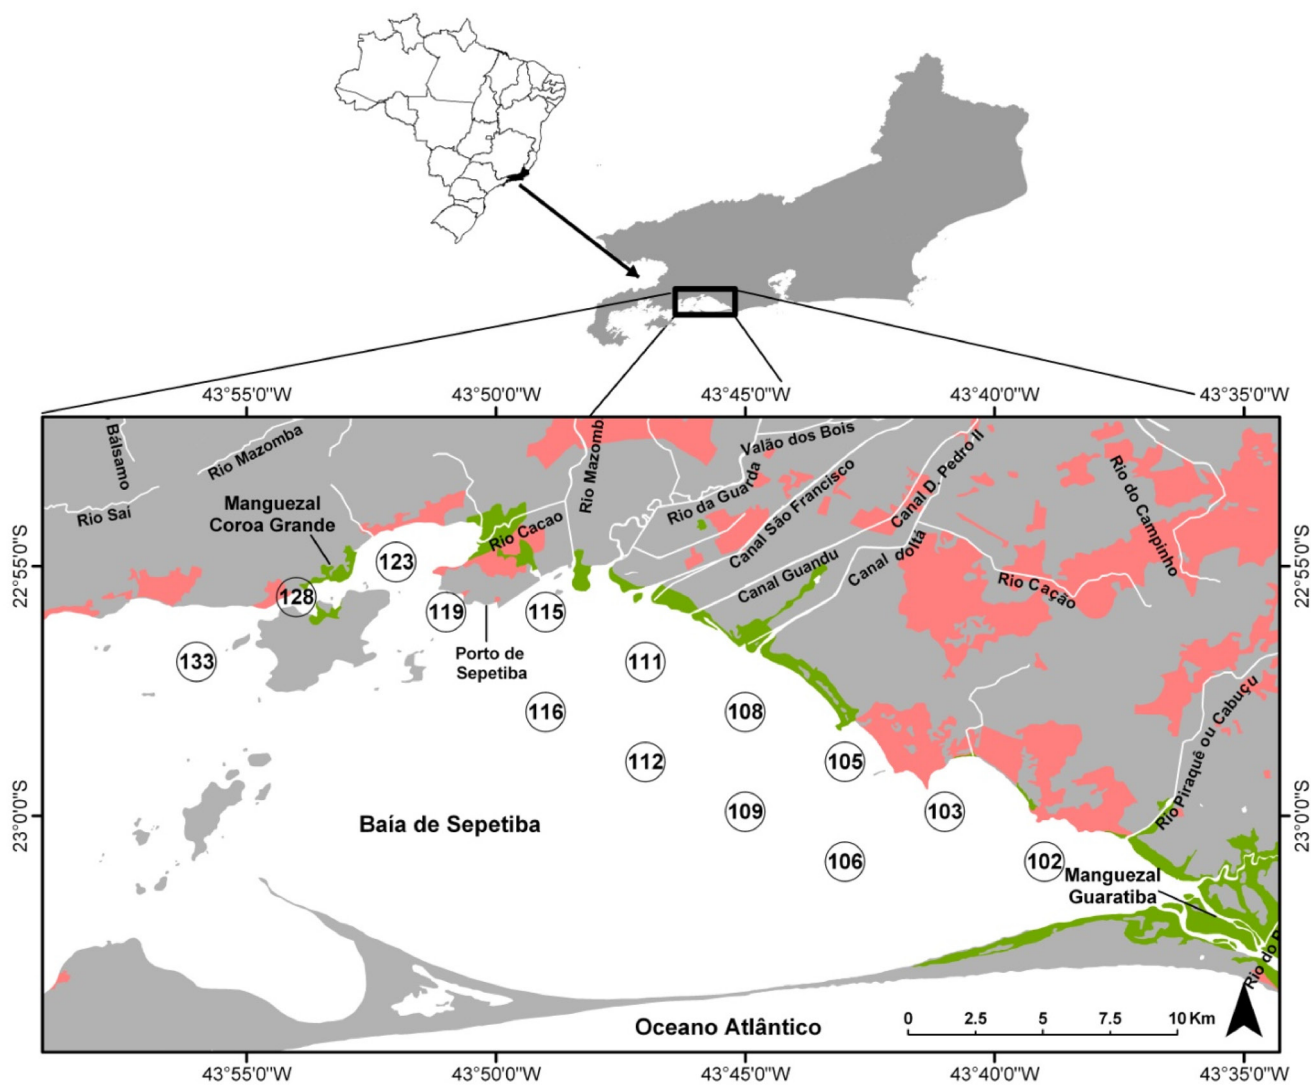 43°55'0"W
43°50'0"W
43°45'0"W
43°40'0"W
43°35'0"W
Bálsamo
Rio Mazomba
Rio Mazomb
Valão dos Bois
Canal D. Pedro II
Rio do Campinho
Rio Saí
Manguezal
Coroa Grande
Rio Cacao
Rio da Guarda
Canal São Francisco
Canal Guandu
Canal do Itá
Rio Cação
22°55'0"S
22°55'0"S
123
128
119
115
Porto de
Sepetiba
133
111
116
108
112
105
Rio Piraquê ou Cabuçu
23°0'0"S
23°0'0"S
109
103
Baía de Sepetiba
106
102
Manguezal
Guaratiba
Rio do
Oceano Atlântico
0
2.5
5
7.5
10 Km
43°55'0"W
43°50'0"W
43°45'0"W
43°40'0"W
43°35'0"W